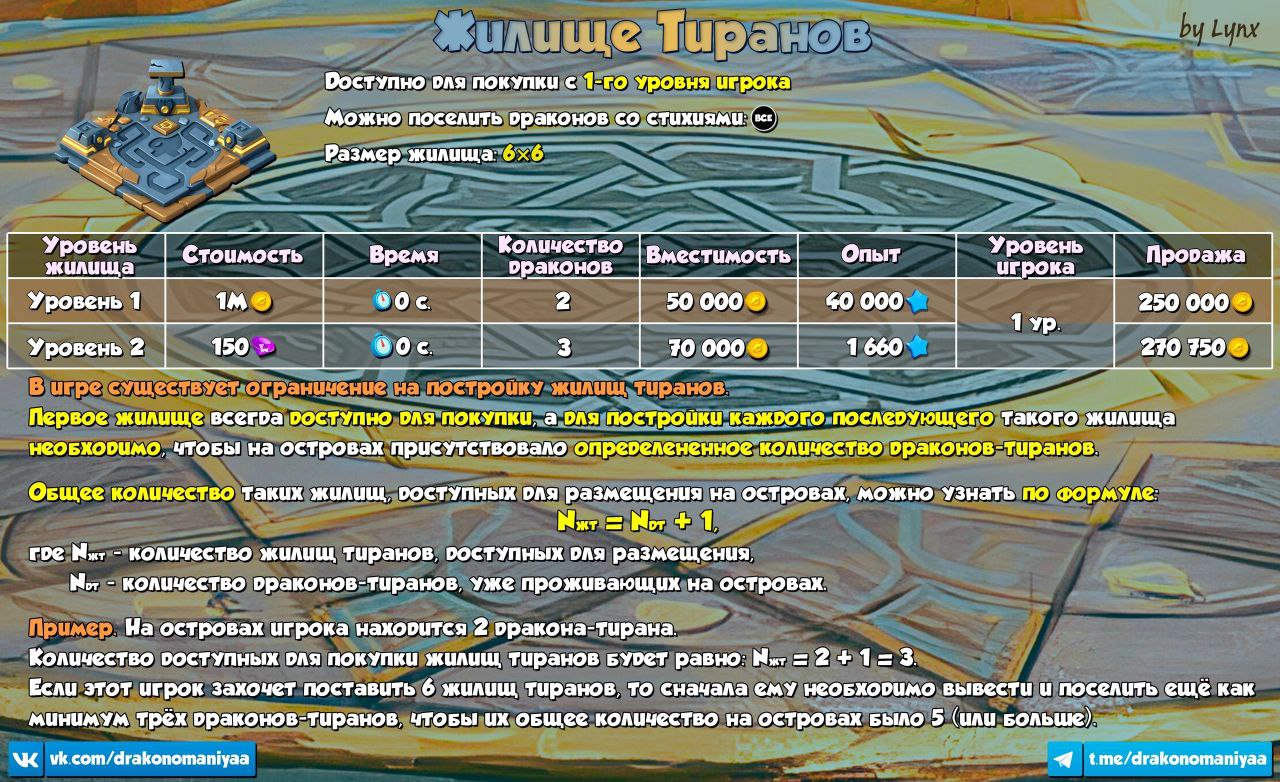 Жилище Тиранов
by Lynx
Доступно для покупки с 1-го уровня игрока
Можно поселить драконов со стихиями: ВСЕ
Размер жилища: 6×6
Уровень жилища Стоимость Время Количество драконов Вместимость Опыт Уровень игрока Продажа
Уровень 1 1М 0 с. 2 50 000 40 000 1 ур. 250 000
Уровень 2 150 0 с. 3 70 000 1 660 270 750
В игре существует ограничение на постройку жилищ тиранов.
Первое жилище всегда доступно для покупки, а для постройки каждого последующего такого жилища
необходимо, чтобы на островах присутствовало определененное количество драконов-тиранов.
Общее количество таких жилищ, доступных для размещения на островах, можно узнать по формуле:
Nжт = Nдт + 1,
где Nжт - количество жилищ тиранов, доступных для размещения,
Nдт - количество драконов-тиранов, уже проживающих на островах.
Пример. На островах игрока находится 2 дракона-тирана.
Количество доступных для покупки жилищ тиранов будет равно: Nжт = 2 + 1 = 3.
Если этот игрок захочет поставить 6 жилищ тиранов, то сначала ему необходимо вывести и поселить ещё как
минимум трёх драконов-тиранов, чтобы их общее количество на островах было 5 (или больше).
vk.com/drakonomaniyaa
t.me/drakonomaniyaa